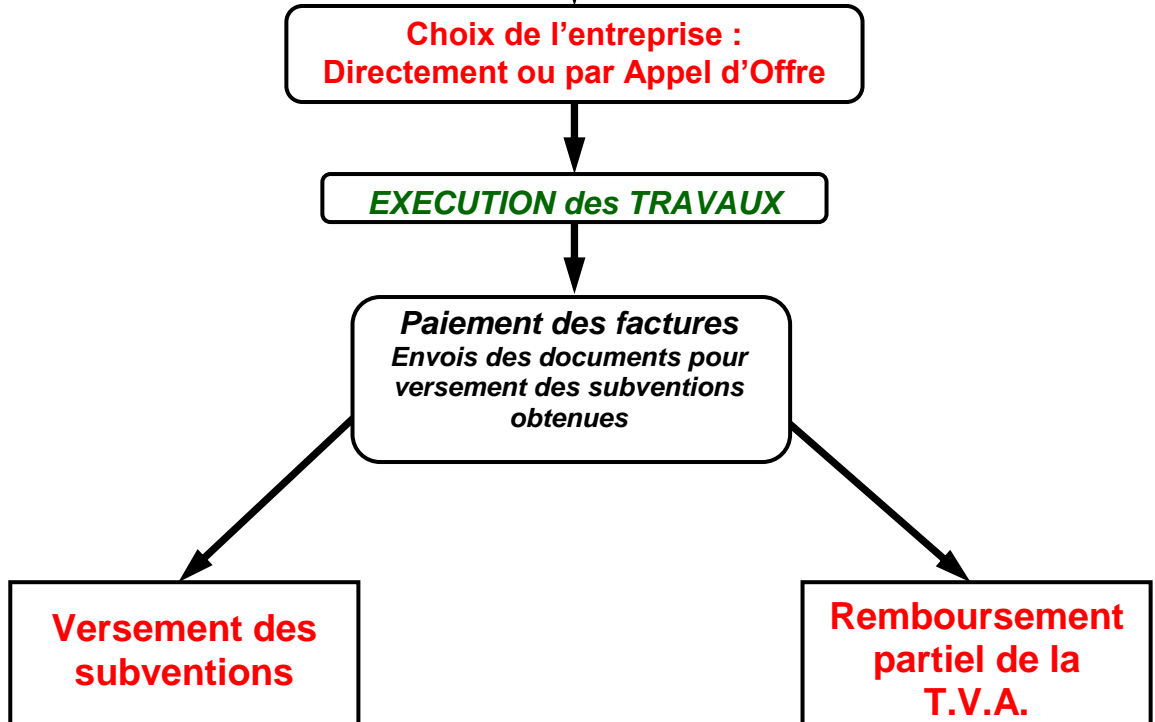 Choix de l’entreprise :
Directement ou par Appel d’Offre
EXECUTION des TRAVAUX
Paiement des factures
Envois des documents pour
versement des subventions
obtenues
Versement des
subventions
Remboursement
partiel de la
T.V.A.